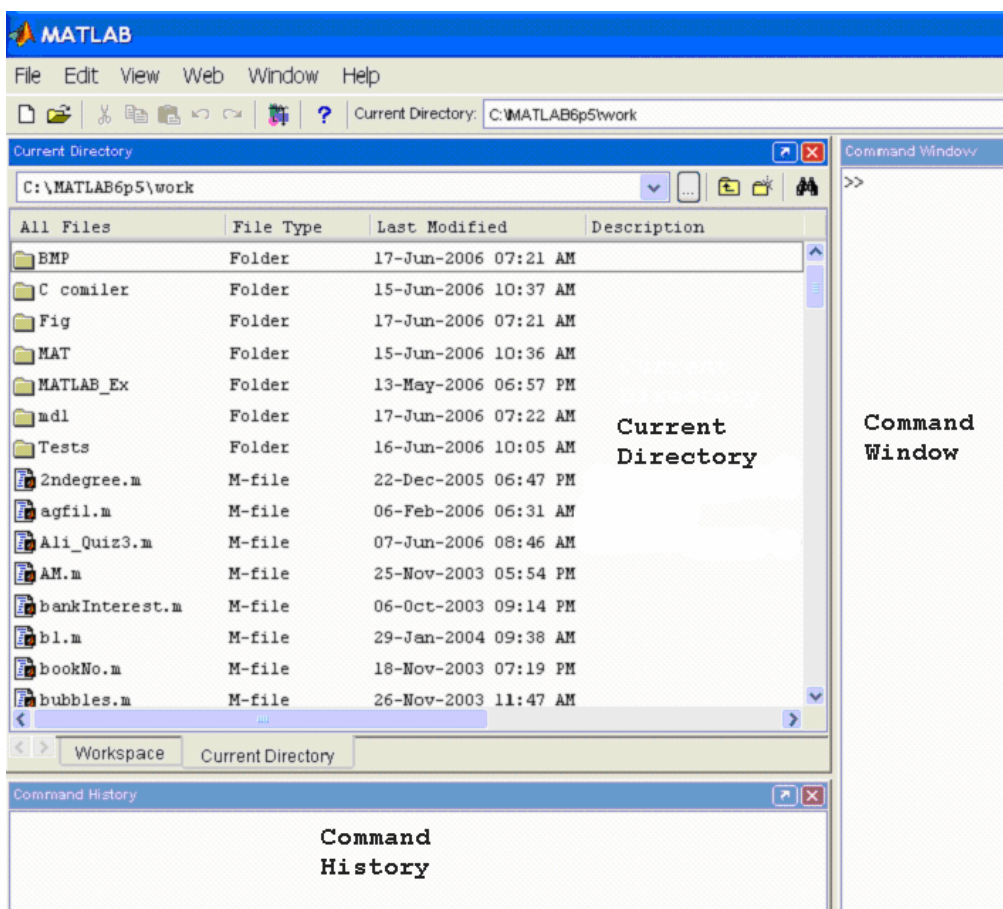 MATLAB
File Edit View Web Window Help
Current Directory: C:\MATLAB6p5\work
Current Directory
C:\MATLAB6p5\work
...
All Files File Type Last Modified Description
BMP Folder 17-Jun-2006 07:21 AM
C comiler Folder 15-Jun-2006 10:37 AM
Fig Folder 17-Jun-2006 07:21 AM
MAT Folder 15-Jun-2006 10:36 AM
MATLAB_Ex Folder 13-May-2006 06:57 PM
mdl Folder 17-Jun-2006 07:22 AM
Tests Folder 16-Jun-2006 10:05 AM
2ndegree.m M-file 22-Dec-2005 06:47 PM
agfil.m M-file 06-Feb-2006 06:31 AM
Ali_Quiz3.m M-file 07-Jun-2006 08:46 AM
AM.m M-file 25-Nov-2003 05:54 PM
bankInterest.m M-file 06-Oct-2003 09:14 PM
bl.m M-file 29-Jan-2004 09:38 AM
bookNo.m M-file 18-Nov-2003 07:19 PM
bubbles.m M-file 26-Nov-2003 11:47 AM
Current
Directory
Workspace Current Directory
Command History
Command
History
Command Window
>>
Command
Window